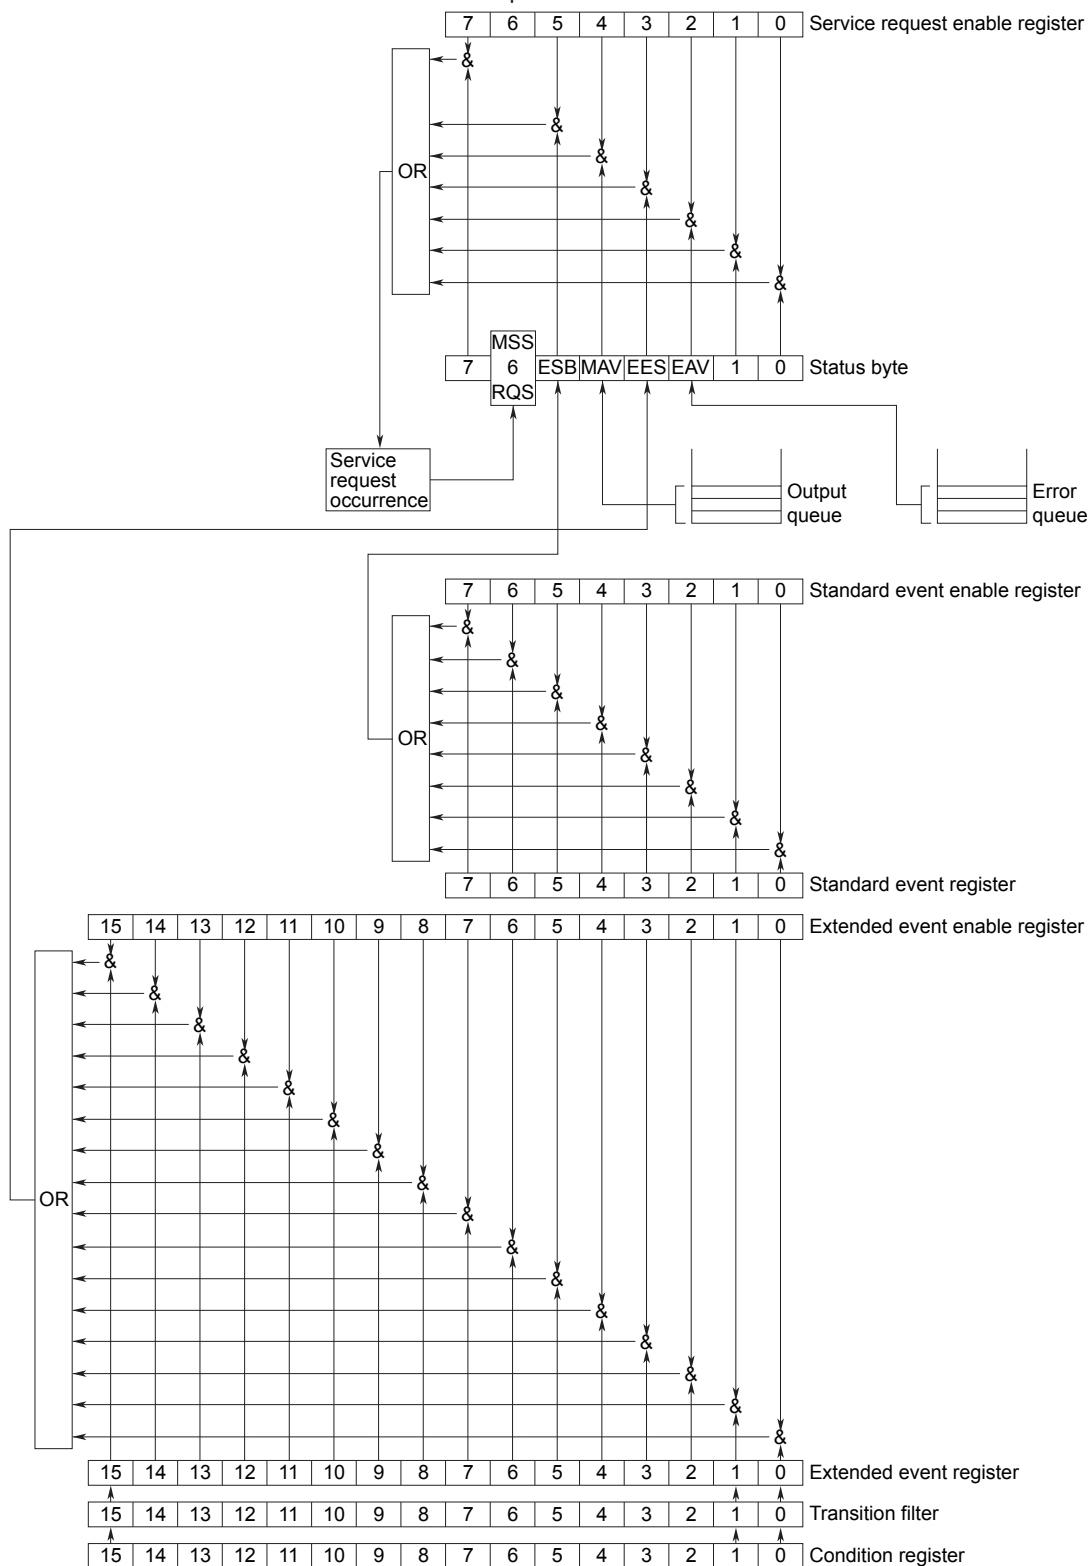 7 6 5 4 3 2 1 0 Service request enable register
&
&
&
OR
&
&
&
&
MSS
7 6 ESB MAV EES EAV 1 0 Status byte
RQS
Service
request
occurrence
Output
queue
Error
queue
7 6 5 4 3 2 1 0 Standard event enable register
&
&
&
&
OR
&
&
&
&
7 6 5 4 3 2 1 0 Standard event register
15 14 13 12 11 10 9 8 7 6 5 4 3 2 1 0 Extended event enable register
&
&
&
&
&
&
&
&
OR
&
&
&
&
&
&
&
&
15 14 13 12 11 10 9 8 7 6 5 4 3 2 1 0 Extended event register
15 14 13 12 11 10 9 8 7 6 5 4 3 2 1 0 Transition filter
15 14 13 12 11 10 9 8 7 6 5 4 3 2 1 0 Condition register